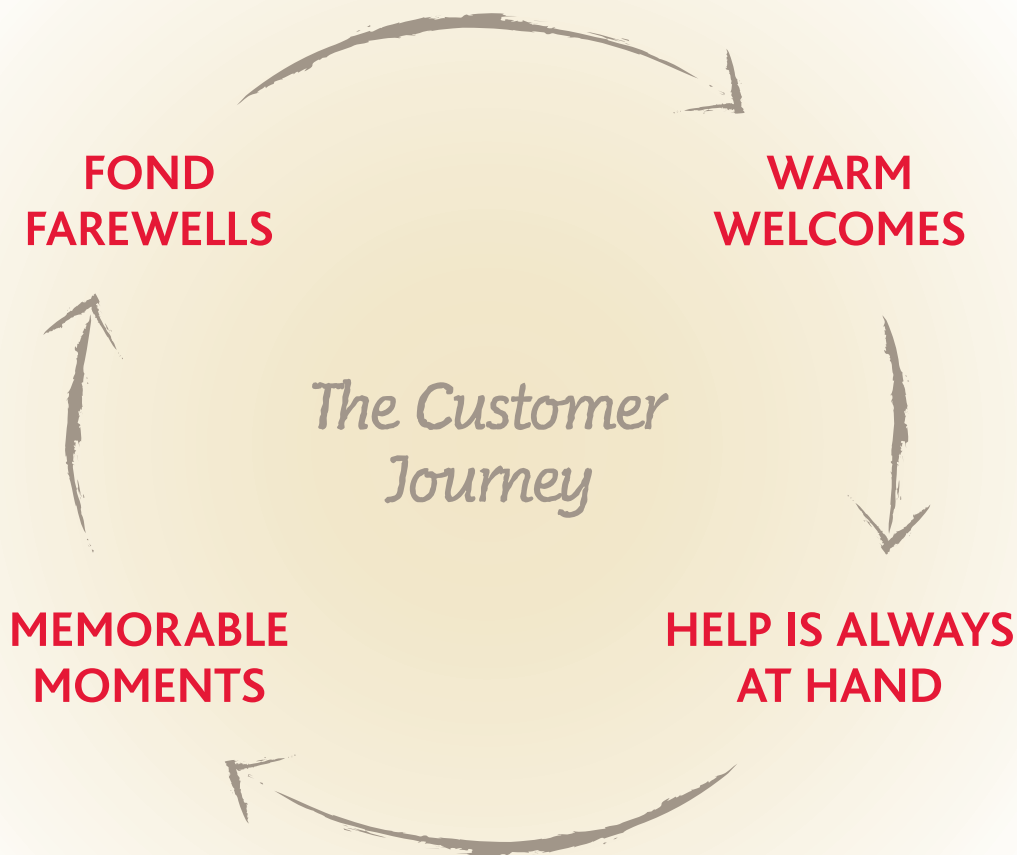 FOND
FAREWELLS
WARM
WELCOMES
The Customer
Journey
MEMORABLE
MOMENTS
HELP IS ALWAYS
AT HAND